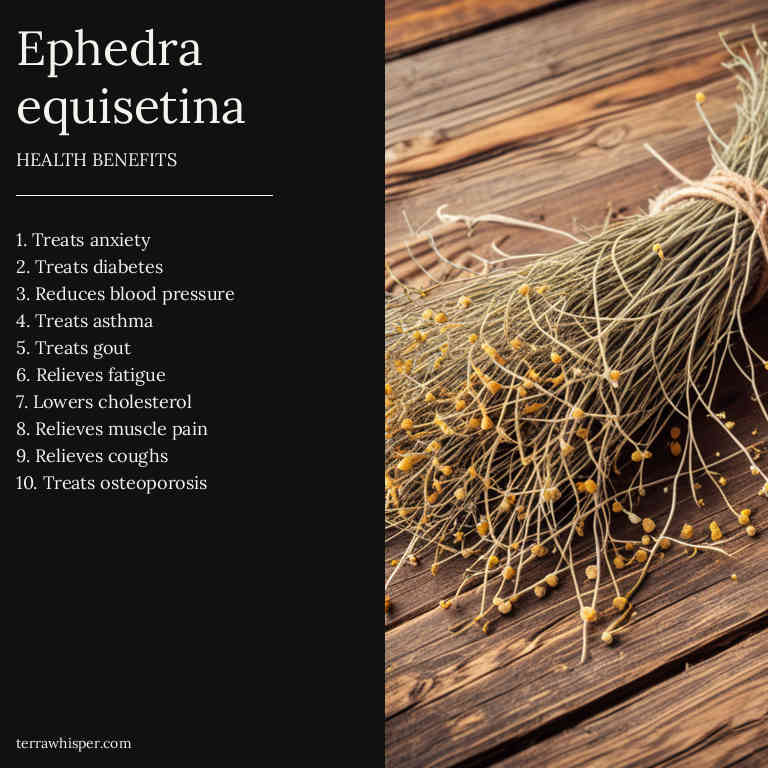 Ephedra
equisetina
HEALTH BENEFITS
1. Treats anxiety
2. Treats diabetes
3. Reduces blood pressure
4. Treats asthma
5. Treats gout
6. Relieves fatigue
7. Lowers cholesterol
8. Relieves muscle pain
9. Relieves coughs
10. Treats osteoporosis
terrawhisper.com